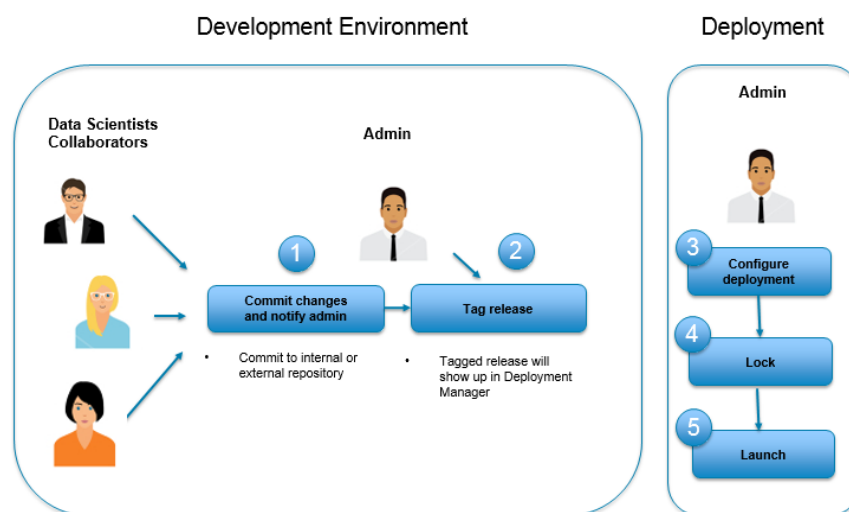 Development Environment
Deployment
Data Scientists
Collaborators
Admin
1
Commit changes
and notify admin
• Commit to internal or
external repository
2
Tag release
• Tagged release will
show up in Deployment
Manager
Admin
3
Configure
deployment
4
Lock
5
Launch